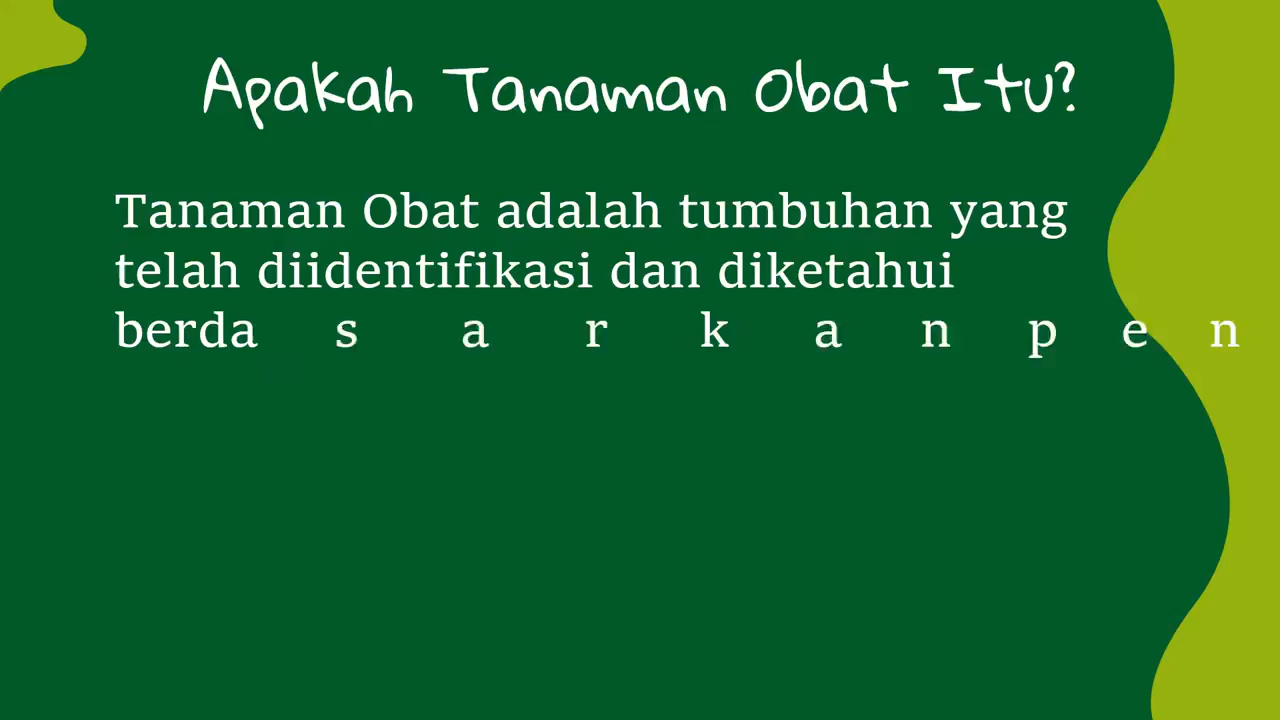 Apakah Tanaman Obat Itu?
Tanaman Obat adalah tumbuhan yang
telah diidentifikasi dan diketahui
berda s a r k a n p e n